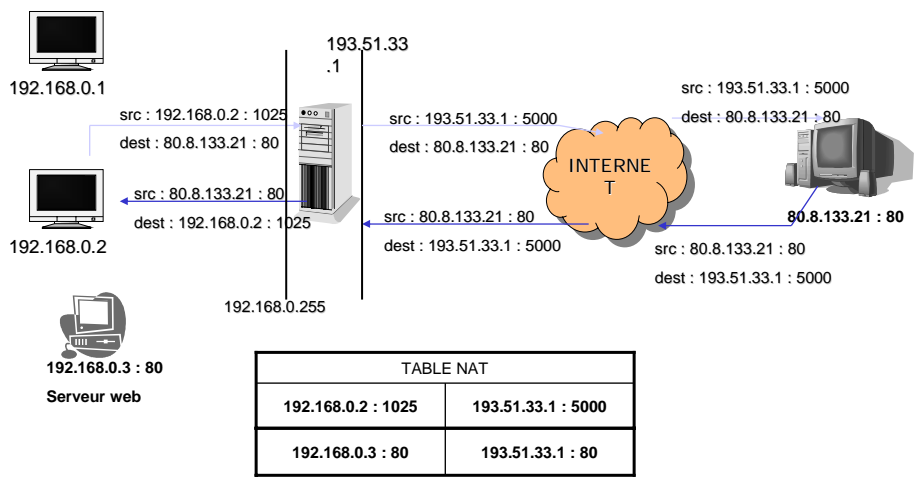 193.51.33
.1
192.168.0.1
src : 192.168.0.2 : 1025
dest : 80.8.133.21 : 80
src : 193.51.33.1 : 5000
dest : 80.8.133.21 : 80
src : 193.51.33.1 : 5000
dest : 80.8.133.21 : 80
INTERNE
T
src : 80.8.133.21 : 80
dest : 192.168.0.2 : 1025
192.168.0.2
src : 80.8.133.21 : 80
dest : 193.51.33.1 : 5000
80.8.133.21 : 80
src : 80.8.133.21 : 80
dest : 193.51.33.1 : 5000
192.168.0.255
192.168.0.3 : 80
Serveur web
TABLE NAT
192.168.0.2 : 1025 193.51.33.1 : 5000
192.168.0.3 : 80 193.51.33.1 : 80